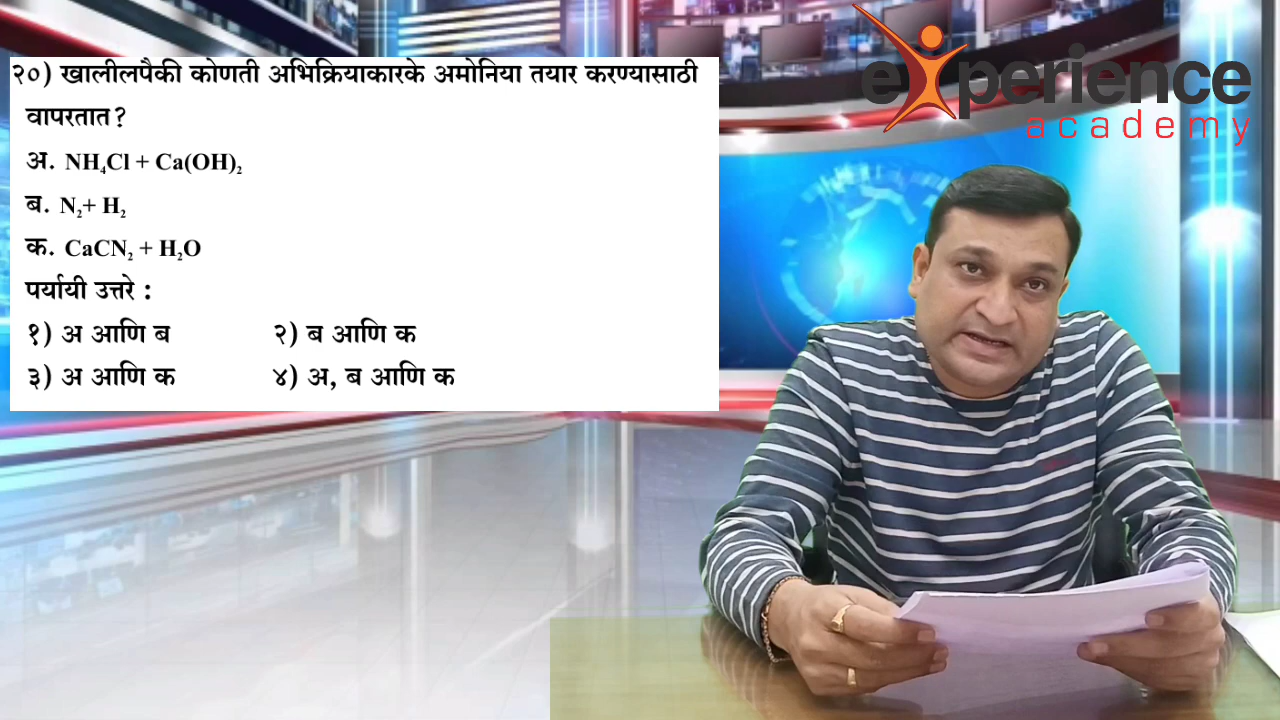 २०) खालीलपैकी कोणती अभिक्रियाकारके अमोनिया तयार करण्यासाठी
वापरतात?
अ. NH₄Cl + Ca(OH)₂
ब. N₂+ H₂
क. CaCN₂ + H₂O
पर्यायी उत्तरे :
१) अ आणि ब २) ब आणि क
३) अ आणि क ४) अ, ब आणि क
experience
academy